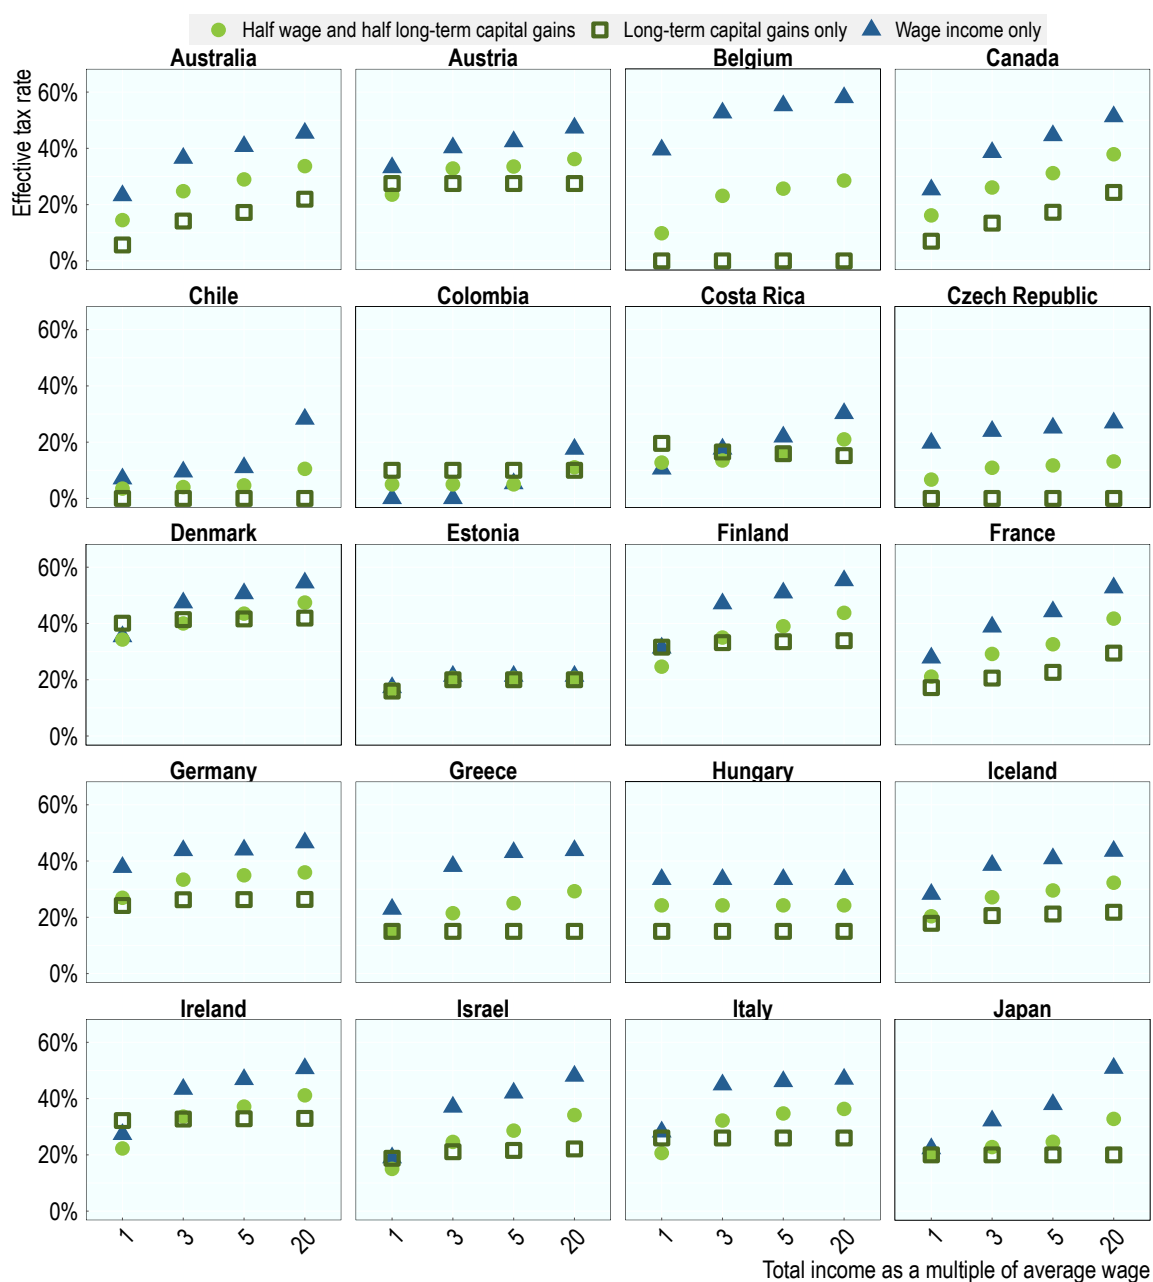 Half wage and half long-term capital gains Long-term capital gains only Wage income only
Effective tax rate
Australia Austria Belgium Canada
60%
40%
20%
0%
Chile Colombia Costa Rica Czech Republic
60%
40%
20%
0%
Denmark Estonia Finland France
60%
40%
20%
0%
Germany Greece Hungary Iceland
60%
40%
20%
0%
Ireland Israel Italy Japan
60%
40%
20%
0%
1 3 5 20 1 3 5 20 1 3 5 20 1 3 5 20
Total income as a multiple of average wage